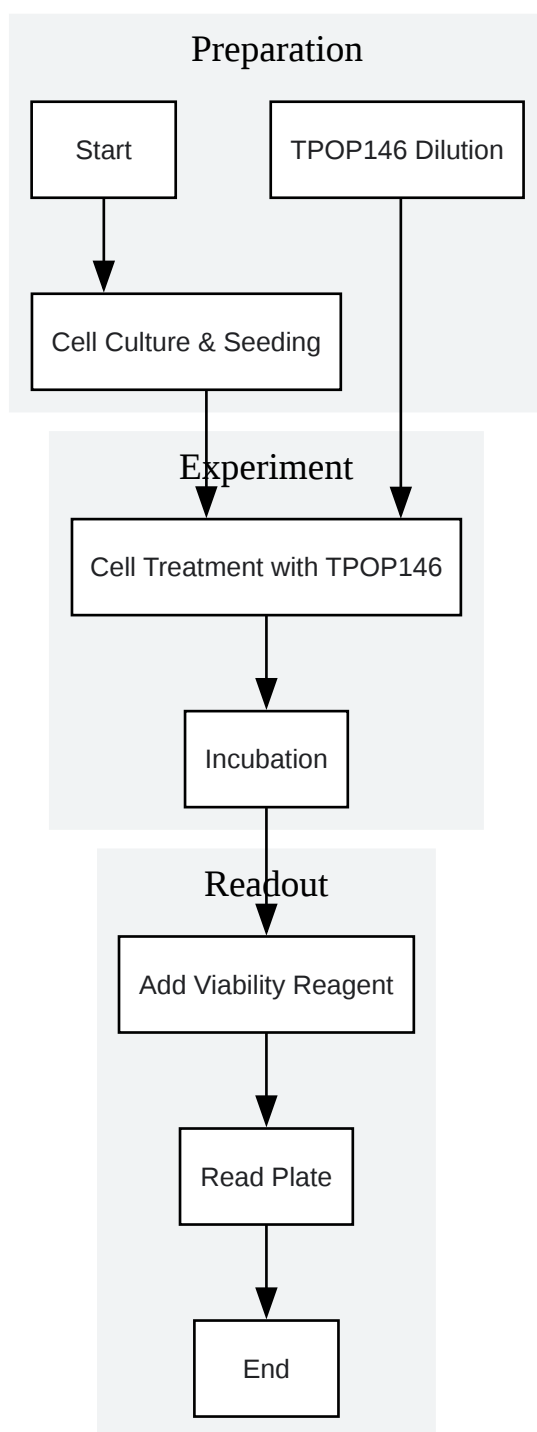 Preparation
Start
TPOP146 Dilution
Cell Culture & Seeding
Experiment
Cell Treatment with TPOP146
Incubation
Readout
Add Viability Reagent
Read Plate
End